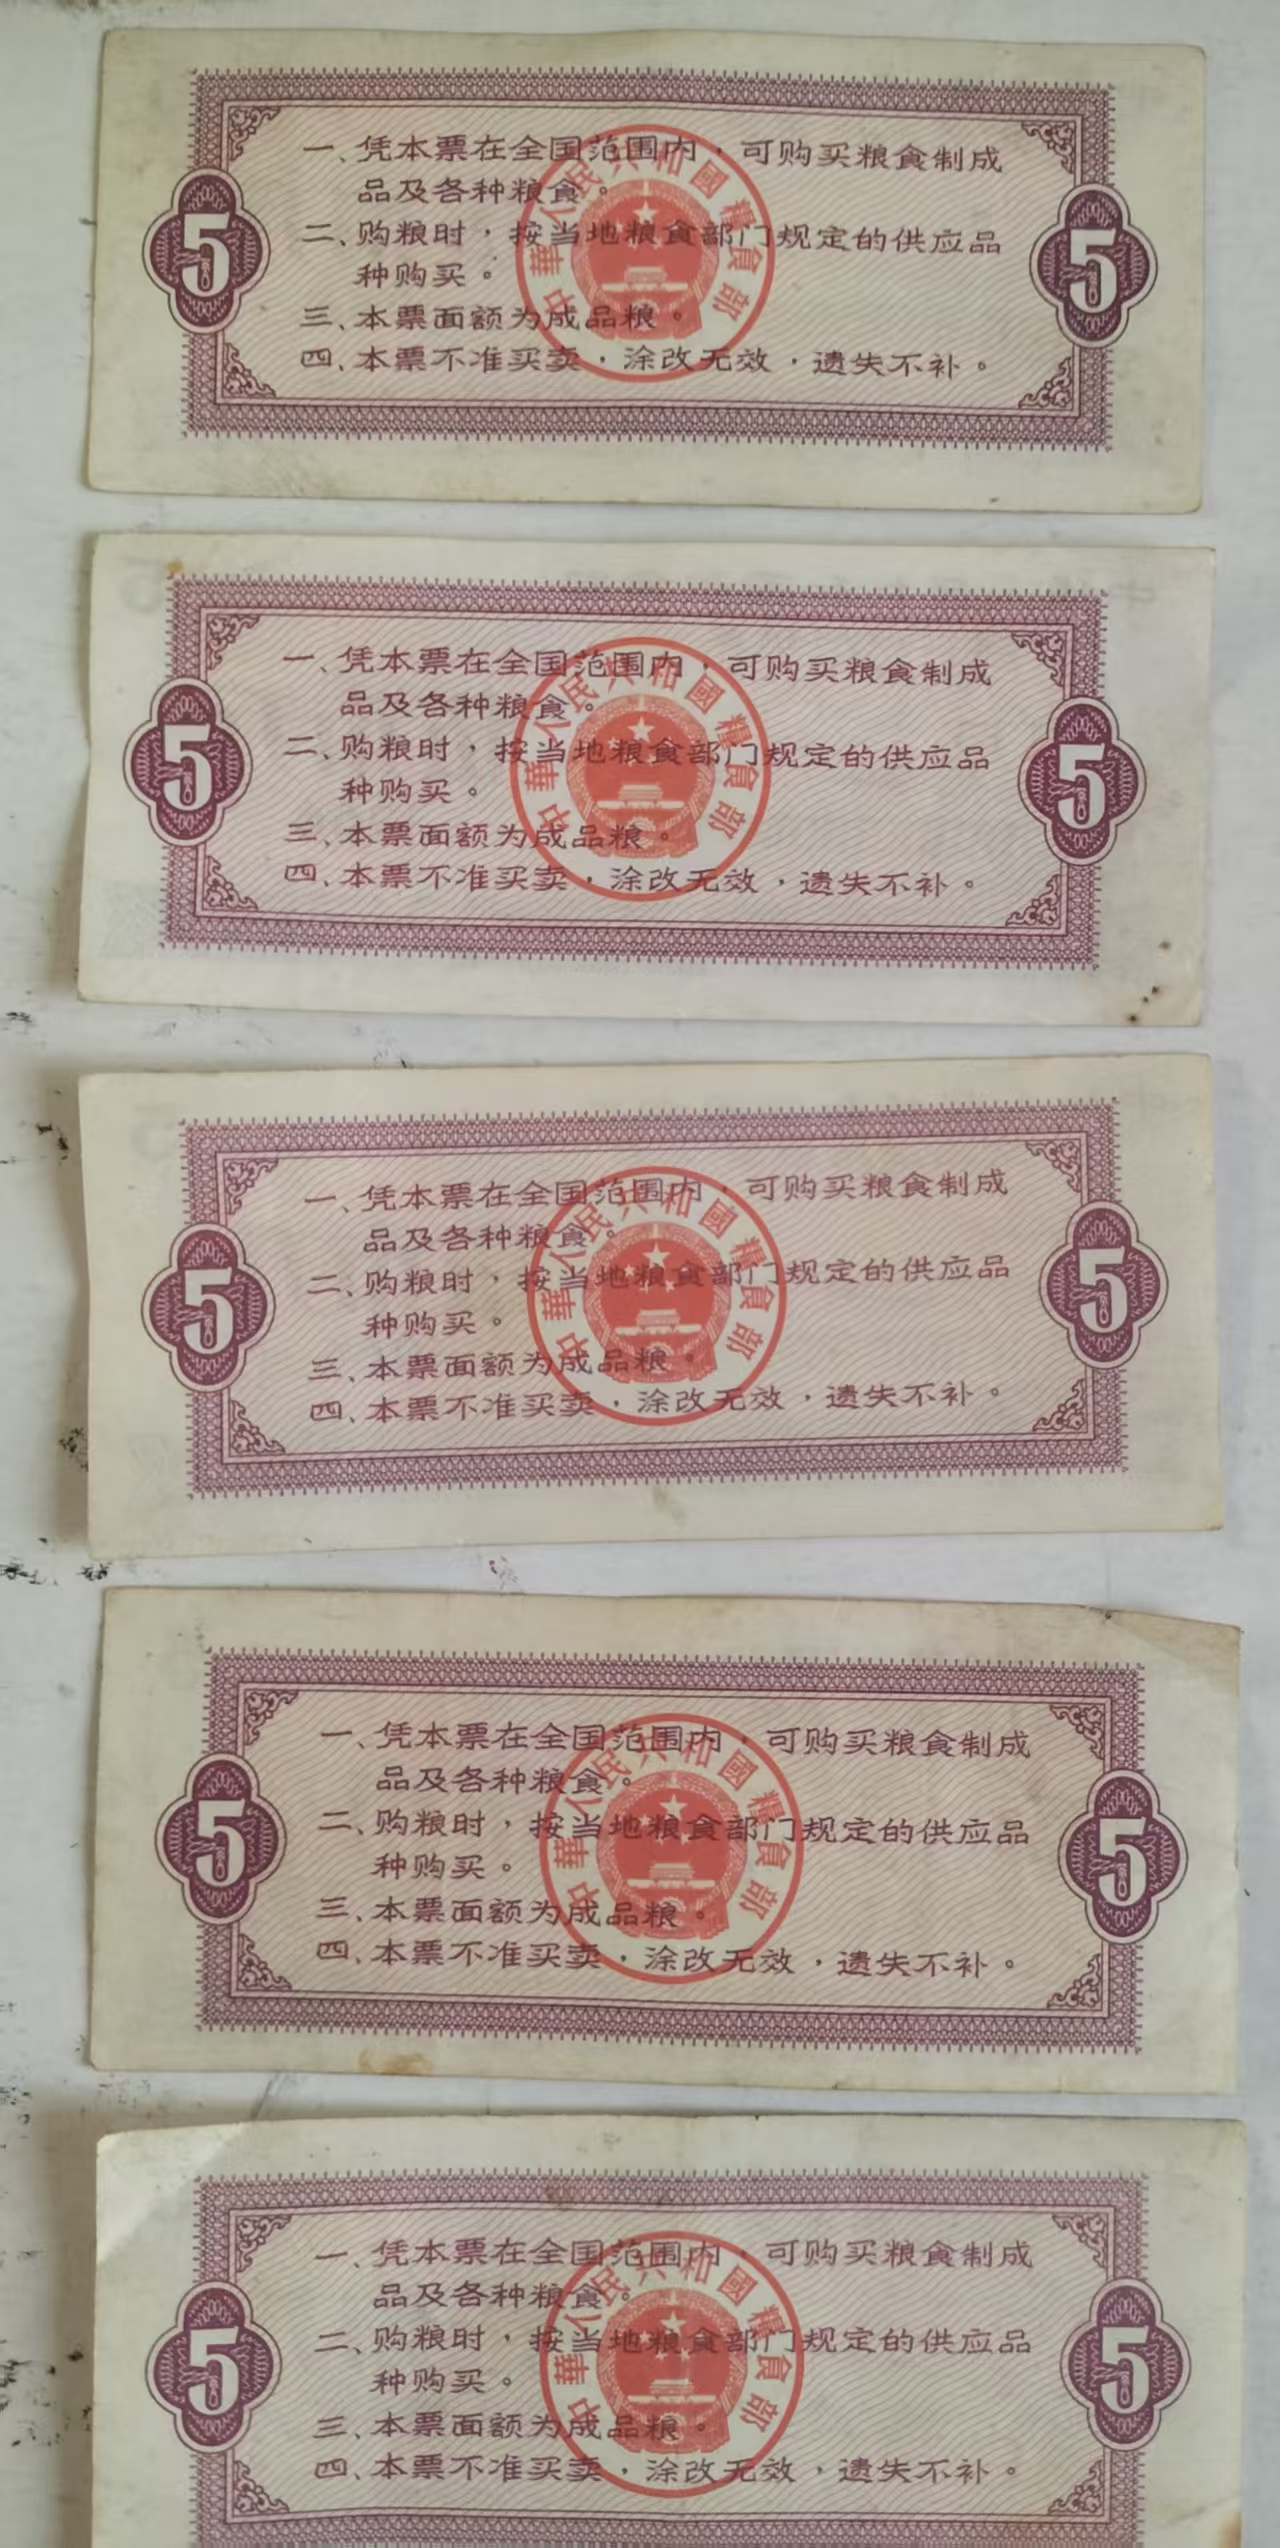 一、凭本票在全国范围内，可购买粮食制成
品及各种粮食。
二、购粮时，按当地粮食部门规定的供应品
种购买。
三、本票面额为成品粮。
四、本票不准买卖，涂改无效，遗失不补。
5
5
中華人民共和國糧食部
一、凭本票在全国范围内，可购买粮食制成
品及各种粮食。
二、购粮时，按当地粮食部门规定的供应品
种购买。
三、本票面额为成品粮。
四、本票不准买卖，涂改无效，遗失不补。
5
5
中華人民共和國糧食部
一、凭本票在全国范围内，可购买粮食制成
品及各种粮食。
二、购粮时，按当地粮食部门规定的供应品
种购买。
三、本票面额为成品粮。
四、本票不准买卖，涂改无效，遗失不补。
5
5
中華人民共和國糧食部
一、凭本票在全国范围内，可购买粮食制成
品及各种粮食。
二、购粮时，按当地粮食部门规定的供应品
种购买。
三、本票面额为成品粮。
四、本票不准买卖，涂改无效，遗失不补。
5
5
中華人民共和國糧食部
一、凭本票在全国范围内，可购买粮食制成
品及各种粮食。
二、购粮时，按当地粮食部门规定的供应品
种购买。
三、本票面额为成品粮。
四、本票不准买卖，涂改无效，遗失不补。
5
5
中華人民共和國糧食部